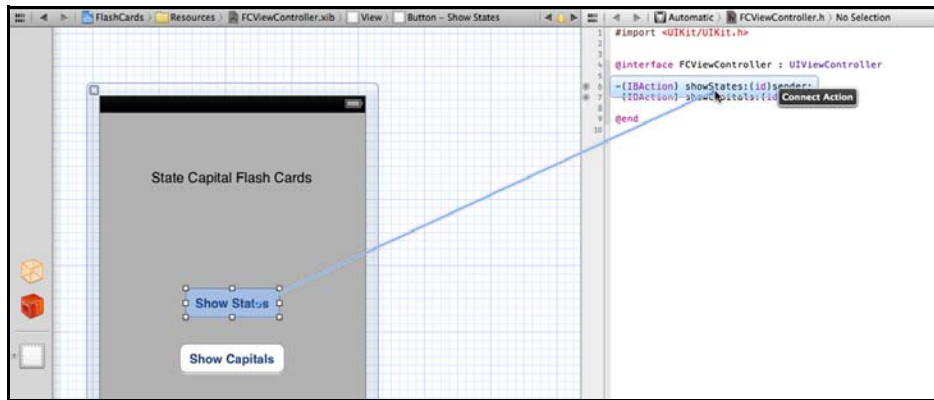 FlashCards Resources FCViewController.xib View Button - Show States
Automatic FCViewController.h No Selection
1 #import <UIKit/UIKit.h>
2
3
4 @interface FCViewController : UIViewController
5
6 -(IBAction) showStates:(id)sender;
7 -(IBAction) showCapitals:(id
Connect Action
8
9 @end
10
State Capital Flash Cards
Show States
Show Capitals